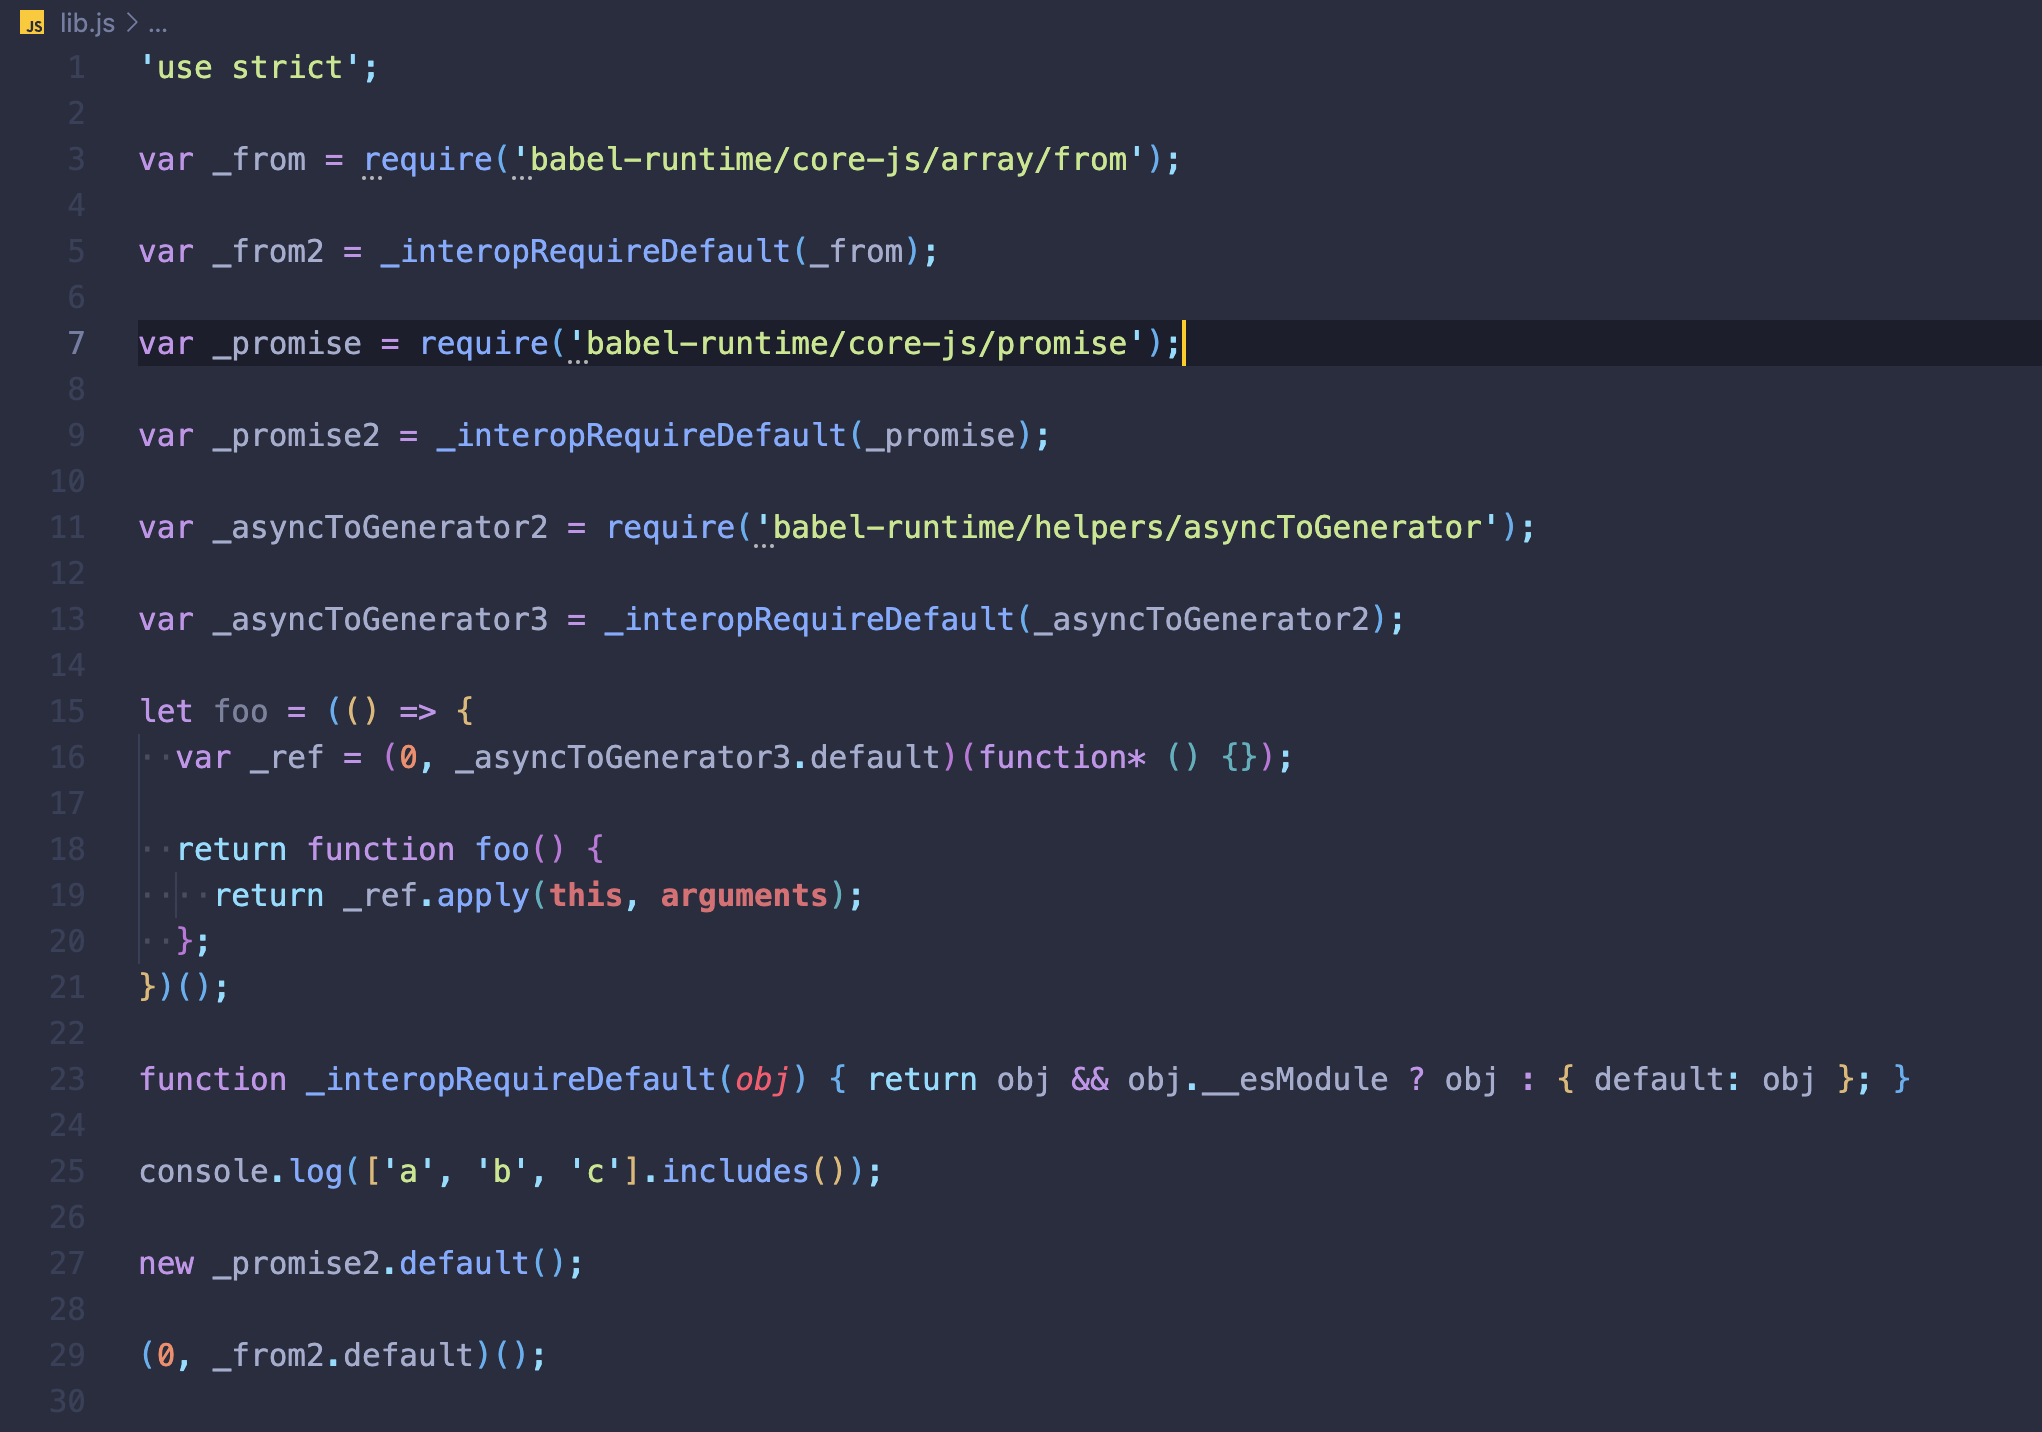 JS lib.js > ...
1 'use strict';
2
3 var _from = require('babel-runtime/core-js/array/from');
4
5 var _from2 = _interopRequireDefault(_from);
6
7 var _promise = require('babel-runtime/core-js/promise');
8
9 var _promise2 = _interopRequireDefault(_promise);
10
11 var _asyncToGenerator2 = require('babel-runtime/helpers/asyncToGenerator');
12
13 var _asyncToGenerator3 = _interopRequireDefault(_asyncToGenerator2);
14
15 let foo = (() => {
16 ··var _ref = (0, _asyncToGenerator3.default)(function* () {});
17
18 ··return function foo() {
19 ····return _ref.apply(this, arguments);
20 ··};
21 })();
22
23 function _interopRequireDefault(obj) { return obj && obj.__esModule ? obj : { default: obj }; }
24
25 console.log(['a', 'b', 'c'].includes());
26
27 new _promise2.default();
28
29 (0, _from2.default)();
30